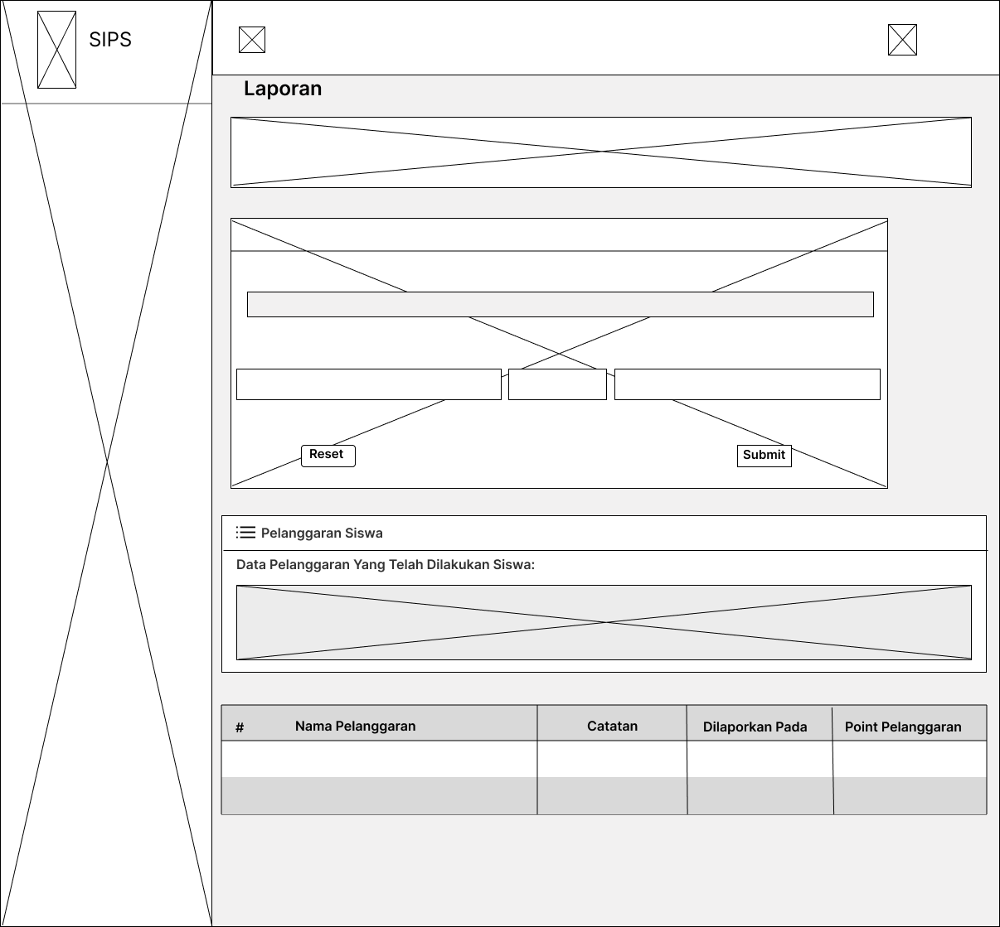 SIPS
Laporan
Reset
Submit
Pelanggaran Siswa
Data Pelanggaran Yang Telah Dilakukan Siswa:
# Nama Pelanggaran Catatan Dilaporkan Pada Point Pelanggaran